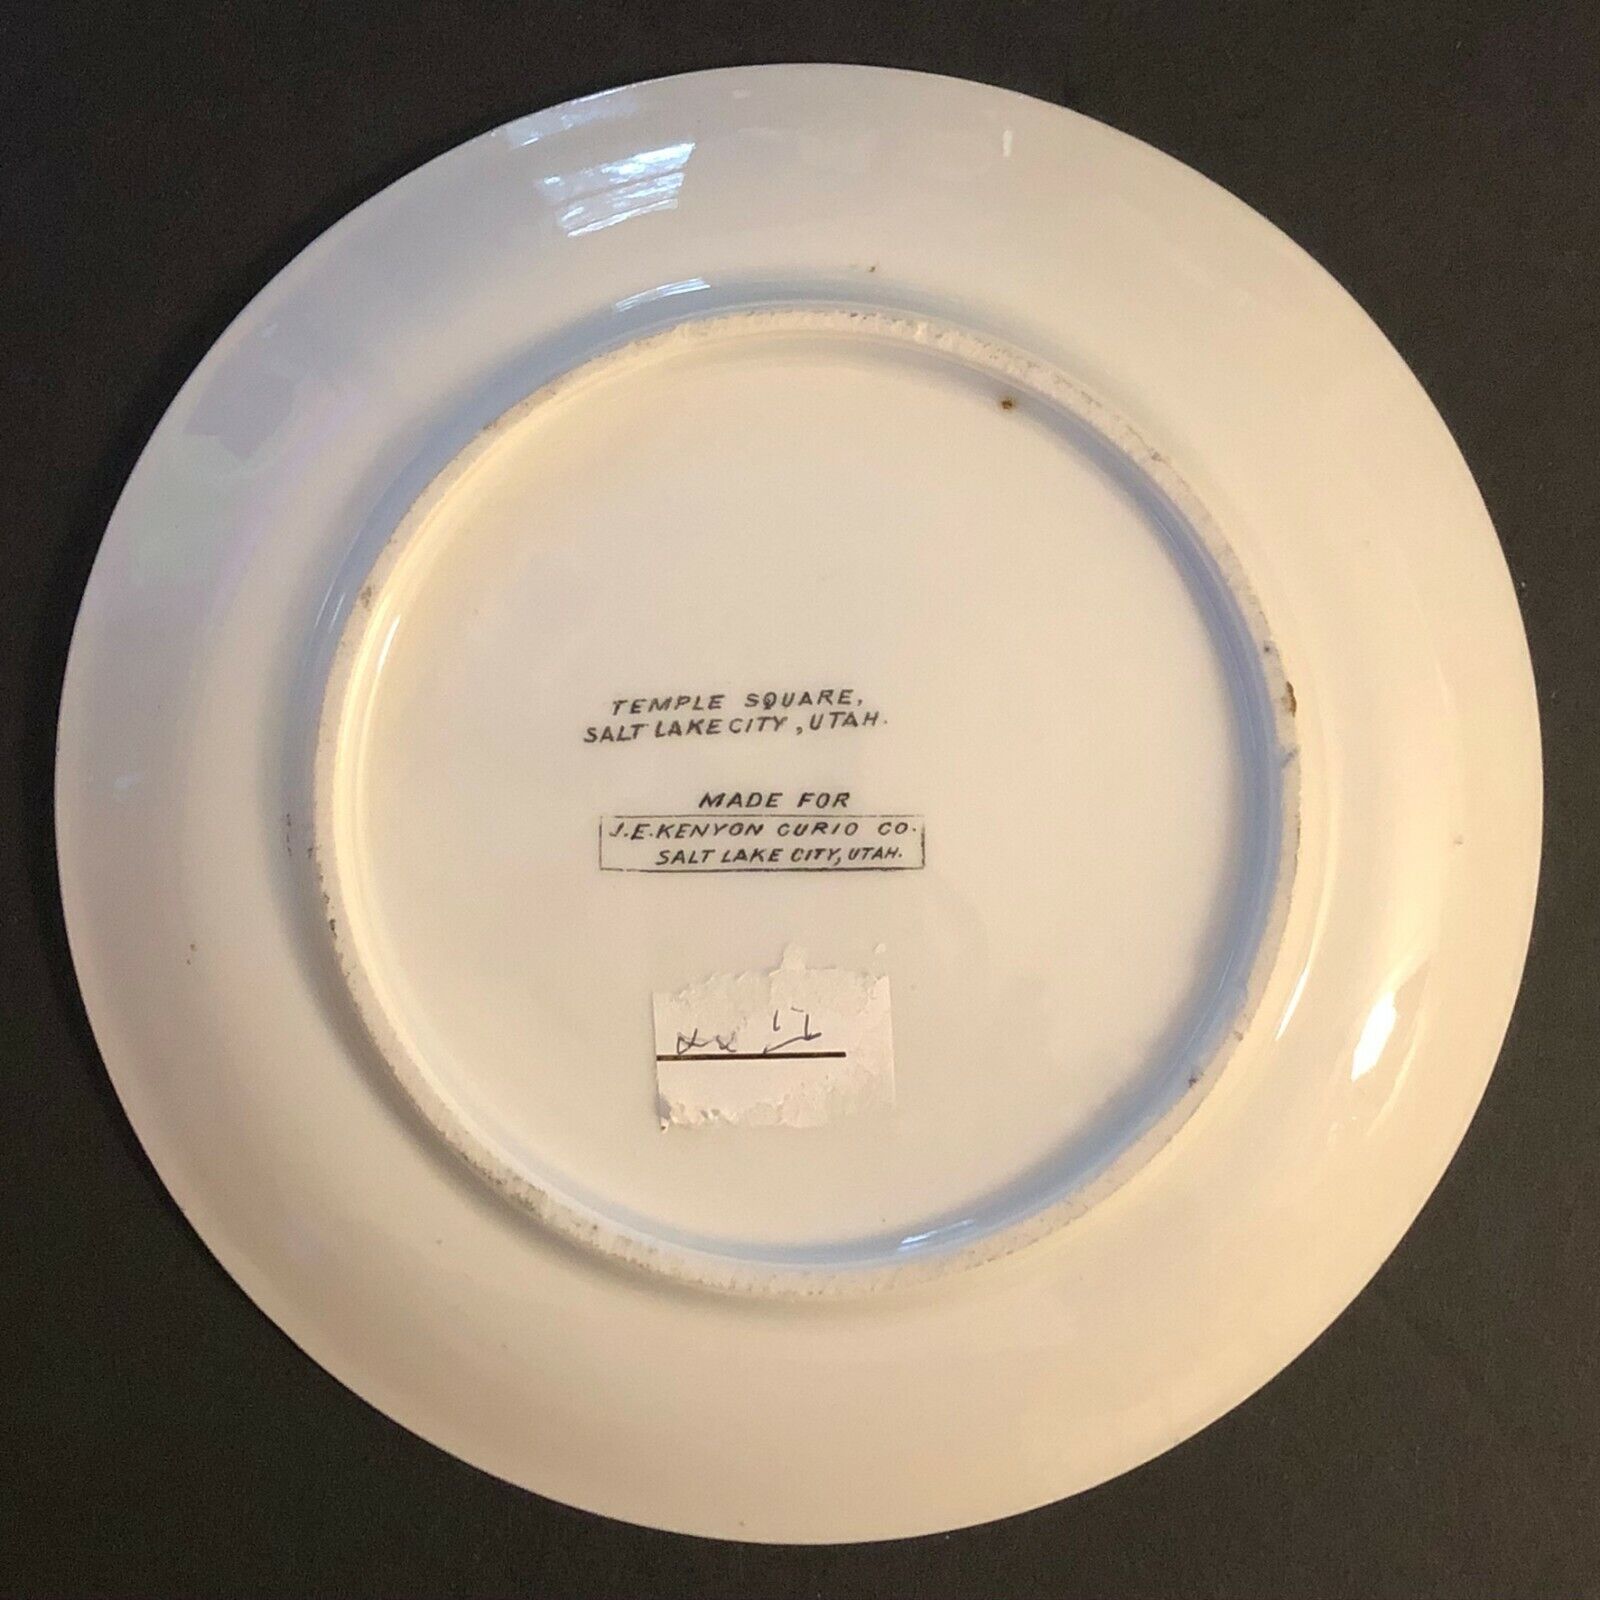 TEMPLE SQUARE,
SALT LAKE CITY, UTAH.
MADE FOR
J.E. KENYON CURIO CO.
SALT LAKE CITY, UTAH.